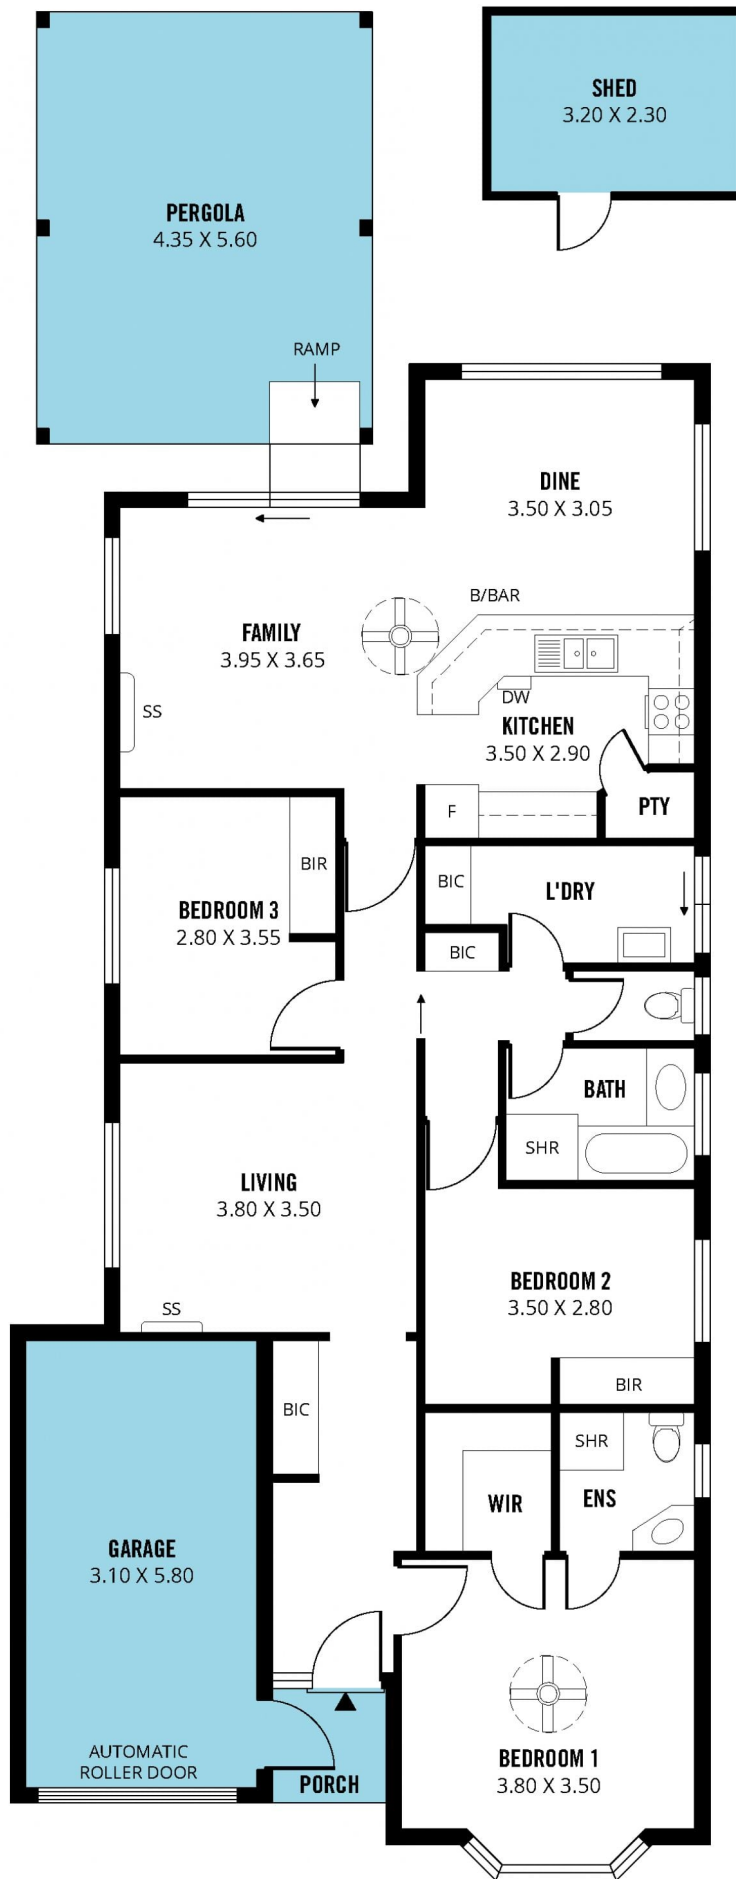 SHED
3.20 X 2.30
PERGOLA
4.35 X 5.60
RAMP
DINE
3.50 X 3.05
B/BAR
FAMILY
3.95 X 3.65
SS
DW
KITCHEN
3.50 X 2.90
F
PTY
BIR
BEDROOM 3
2.80 X 3.55
BIC
L'DRY
BIC
BATH
SHR
LIVING
3.80 X 3.50
SS
BEDROOM 2
3.50 X 2.80
BIR
BIC
SHR
WIR
ENS
GARAGE
3.10 X 5.80
AUTOMATIC
ROLLER DOOR
PORCH
BEDROOM 1
3.80 X 3.50